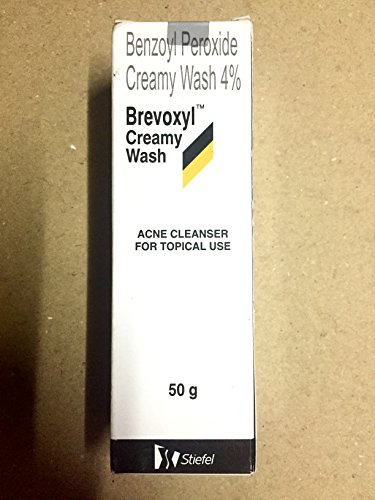 Benzoyl Peroxide
Creamy Wash 4%
Brevoxyl™
Creamy
Wash
ACNE CLEANSER
FOR TOPICAL USE
50 g
Stiefel